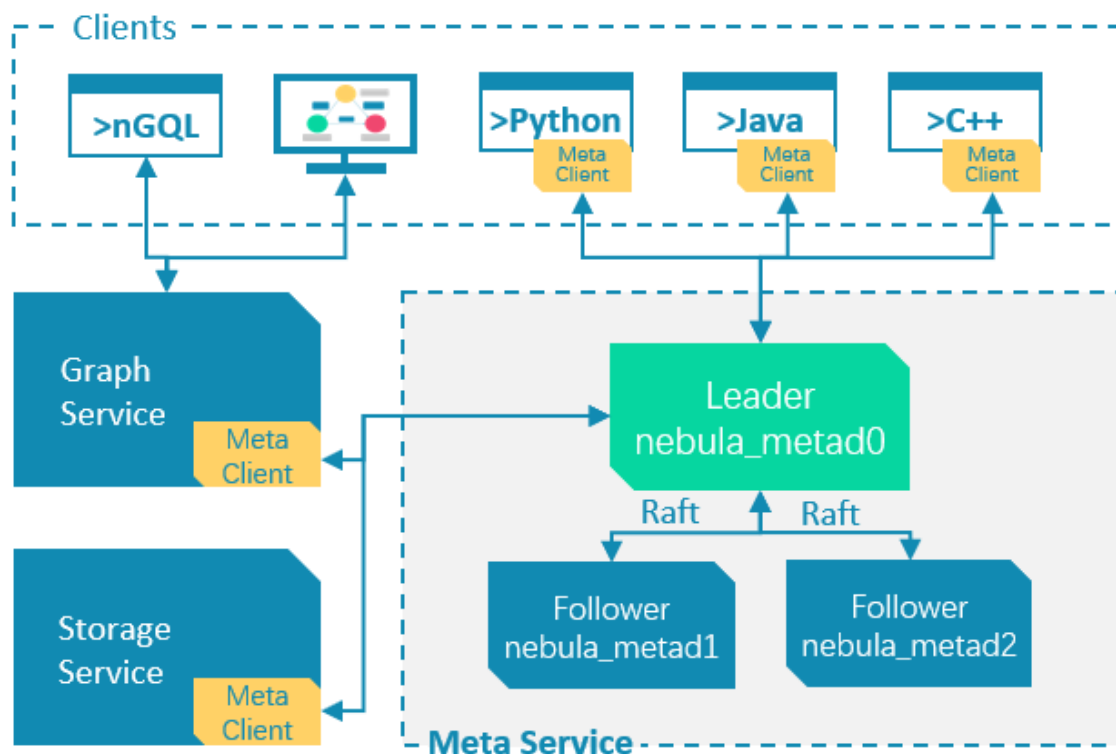 Clients
>nGQL
>Python
Meta
Client
>Java
Meta
Client
>C++
Meta
Client
Graph
Service
Meta
Client
Storage
Service
Meta
Client
Leader
nebula_metad0
Raft
Raft
Follower
nebula_metad1
Follower
nebula_metad2
Meta Service